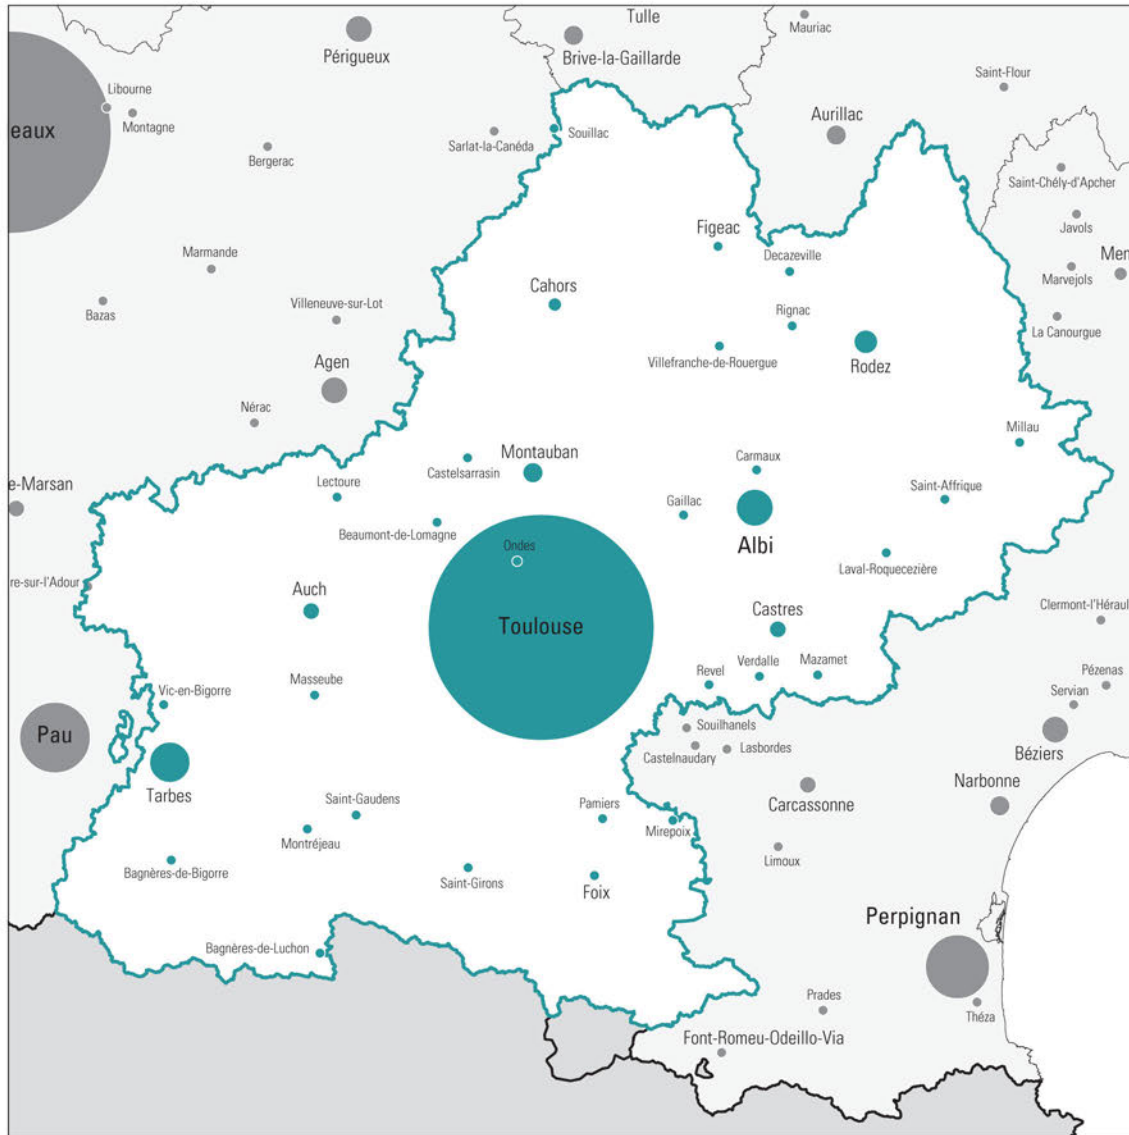 Tulle
Mauriac
Périgueux
Brive-la-Gaillarde
Saint-Flour
Libourne
Montagne
Aurillac
eaux
Souillac
Sarlat-la-Canéda
Bergerac
Saint-Chély-d'Apcher
Javols
Figeac
Marmande
Decazeville
Marvejols
Men
Cahors
Villeneuve-sur-Lot
Bazas
Rignac
La Canourgue
Agen
Villefranche-de-Rouergue
Rodez
Nérac
Millau
Montauban
Carmaux
Castelsarrasin
Lectoure
e-Marsan
Saint-Affrique
Gaillac
Beaumont-de-Lomagne
Ondes
Albi
Laval-Roquecezière
re-sur-l'Adour
Auch
Castres
Clermont-l'Héraul
Toulouse
Mazamet
Verdalle
Revel
Pézenas
Masseube
Vic-en-Bigorre
Servian
Souilhanels
Pau
Lasbordes
Castelnaudary
Béziers
Narbonne
Tarbes
Saint-Gaudens
Pamiers
Carcassonne
Mirepoix
Montréjeau
Limoux
Bagnères-de-Bigorre
Saint-Girons
Foix
Perpignan
Bagnères-de-Luchon
Prades
Théza
Font-Romeu-Odeillo-Via